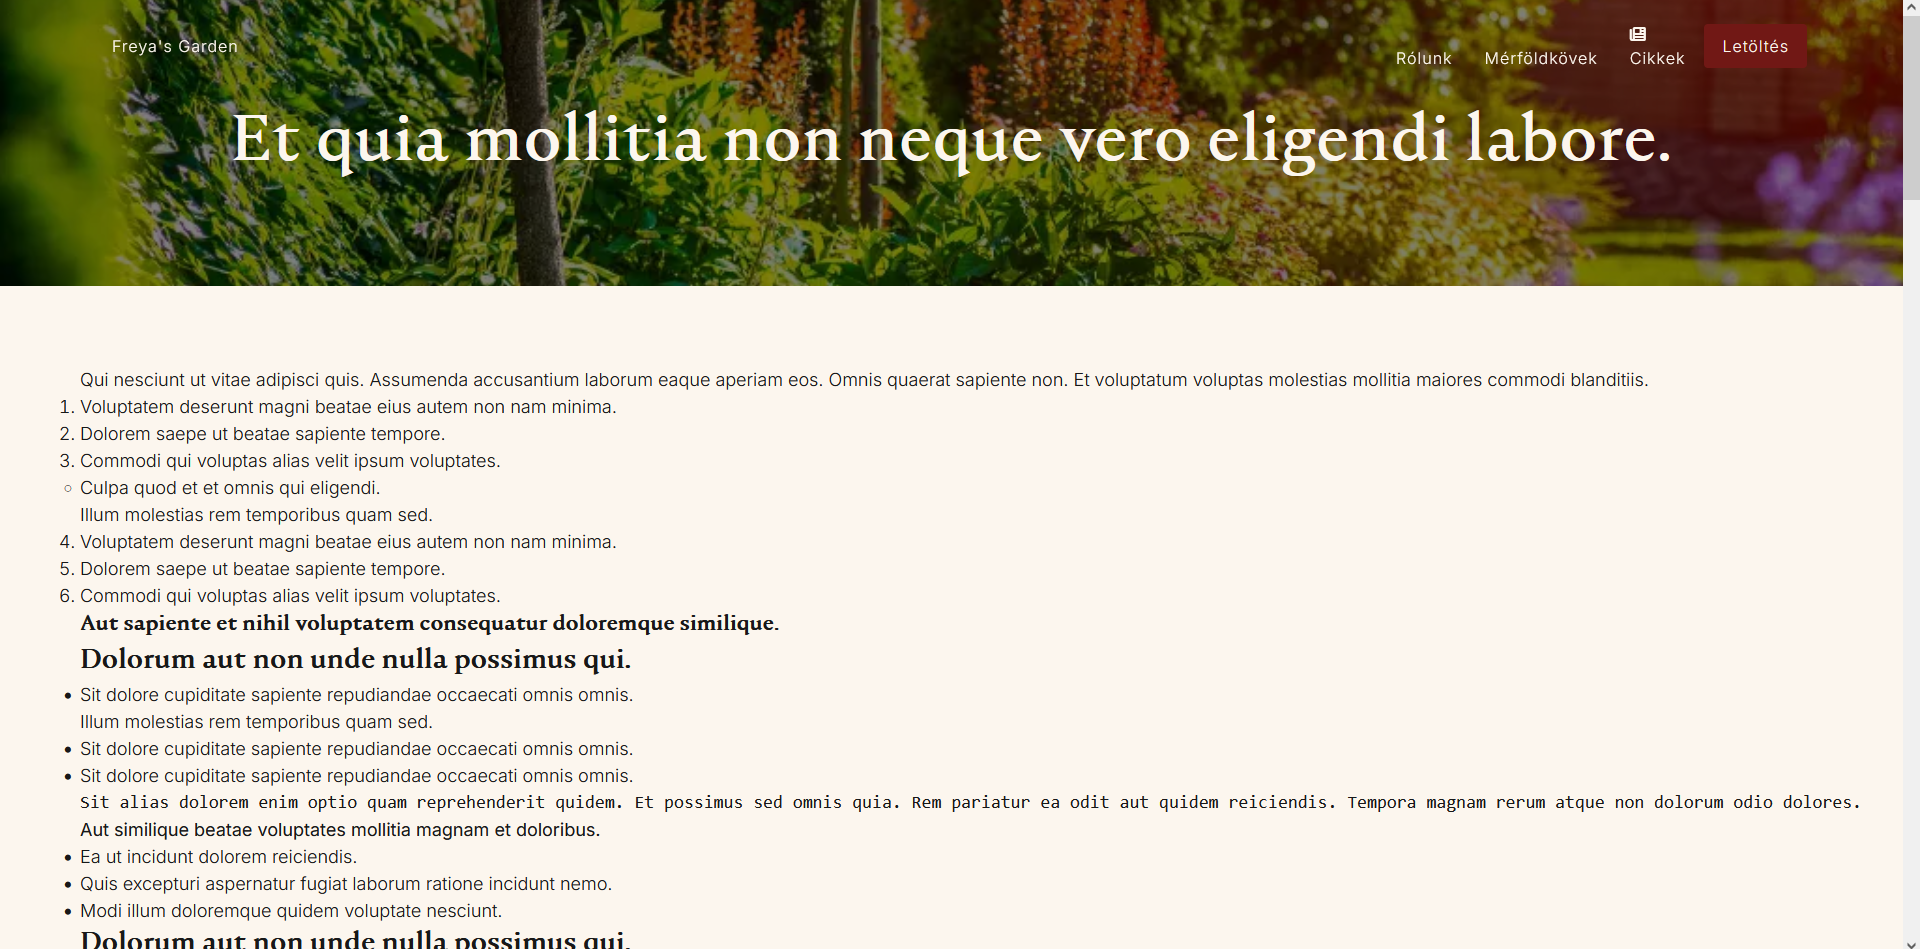 Freya's Garden
Rólunk
Mérföldkövek
Cikkek
Letöltés
Et quia mollitia non neque vero eligendi labore.
Qui nesciunt ut vitae adipisci quis. Assumenda accusantium laborum eaque aperiam eos. Omnis quaerat sapiente non. Et voluptatum voluptas molestias mollitia maiores commodi blanditiis.
1. Voluptatem deserunt magni beatae eius autem non nam minima.
2. Dolorem saepe ut beatae sapiente tempore.
3. Commodi qui voluptas alias velit ipsum voluptates.
○ Culpa quod et et omnis qui eligendi.
Illum molestias rem temporibus quam sed.
4. Voluptatem deserunt magni beatae eius autem non nam minima.
5. Dolorem saepe ut beatae sapiente tempore.
6. Commodi qui voluptas alias velit ipsum voluptates.
Aut sapiente et nihil voluptatem consequatur doloremque similique.
Dolorum aut non unde nulla possimus qui.
• Sit dolore cupiditate sapiente repudiandae occaecati omnis omnis.
Illum molestias rem temporibus quam sed.
• Sit dolore cupiditate sapiente repudiandae occaecati omnis omnis.
• Sit dolore cupiditate sapiente repudiandae occaecati omnis omnis.
Sit alias dolorem enim optio quam reprehenderit quidem. Et possimus sed omnis quia. Rem pariatur ea odit aut quidem reiciendis. Tempora magnam rerum atque non dolorum odio dolores.
Aut similique beatae voluptates mollitia magnam et doloribus.
• Ea ut incidunt dolorem reiciendis.
• Quis excepturi aspernatur fugiat laborum ratione incidunt nemo.
• Modi illum doloremque quidem voluptate nesciunt.
Dolorum aut non unde nulla possimus qui.